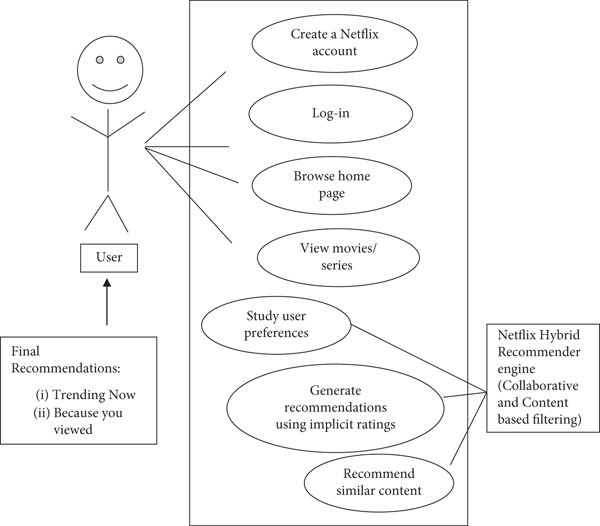 Create a Netflix
account
Log-in
Browse home
page
View movies/
series
User
Study user
preferences
Final
Recommendations:
(i) Trending Now
(ii) Because you
viewed
Generate
recommendations
using implicit ratings
Recommend
similar content
Netflix Hybrid
Recommender
engine
(Collaborative
and Content
based filtering)